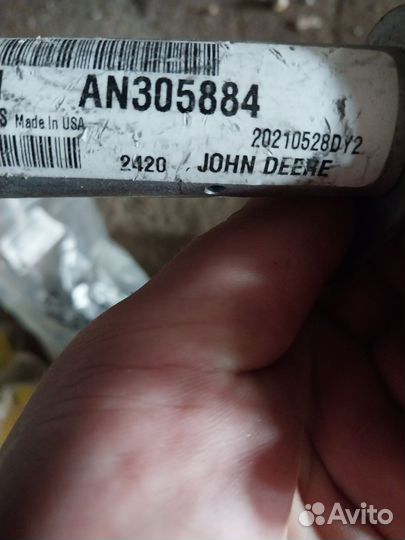 AN305884
Made In USA
20210528DY2
2420 JOHN DEERE
Avito